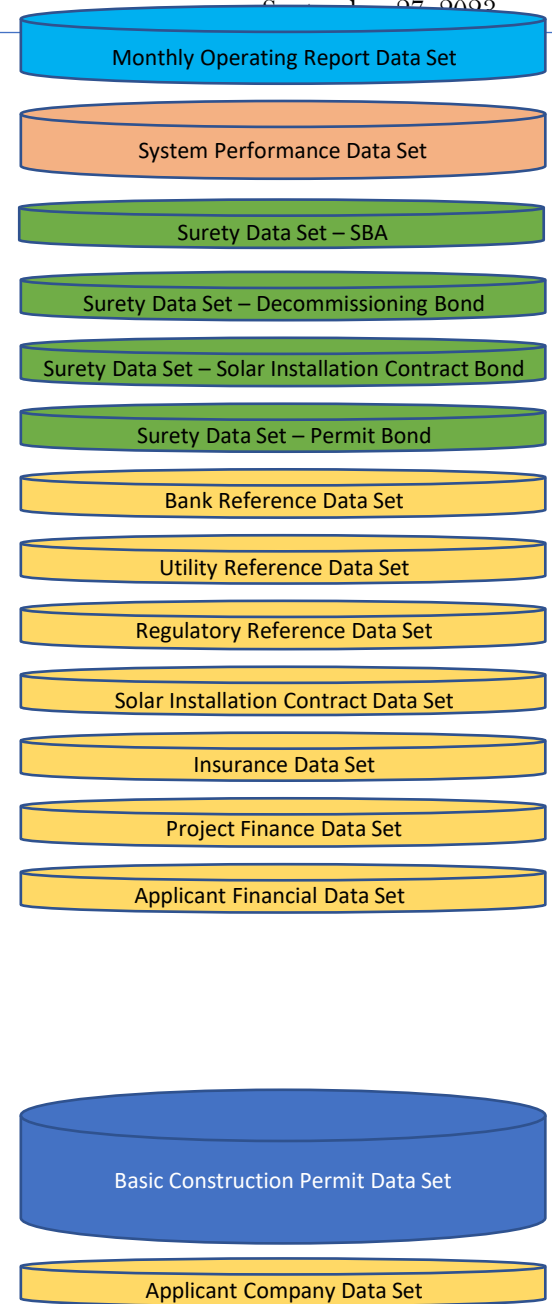 27, 2023
Monthly Operating Report Data Set
System Performance Data Set
Surety Data Set – SBA
Surety Data Set – Decommissioning Bond
Surety Data Set – Solar Installation Contract Bond
Surety Data Set – Permit Bond
Bank Reference Data Set
Utility Reference Data Set
Regulatory Reference Data Set
Solar Installation Contract Data Set
Insurance Data Set
Project Finance Data Set
Applicant Financial Data Set
Basic Construction Permit Data Set
Applicant Company Data Set